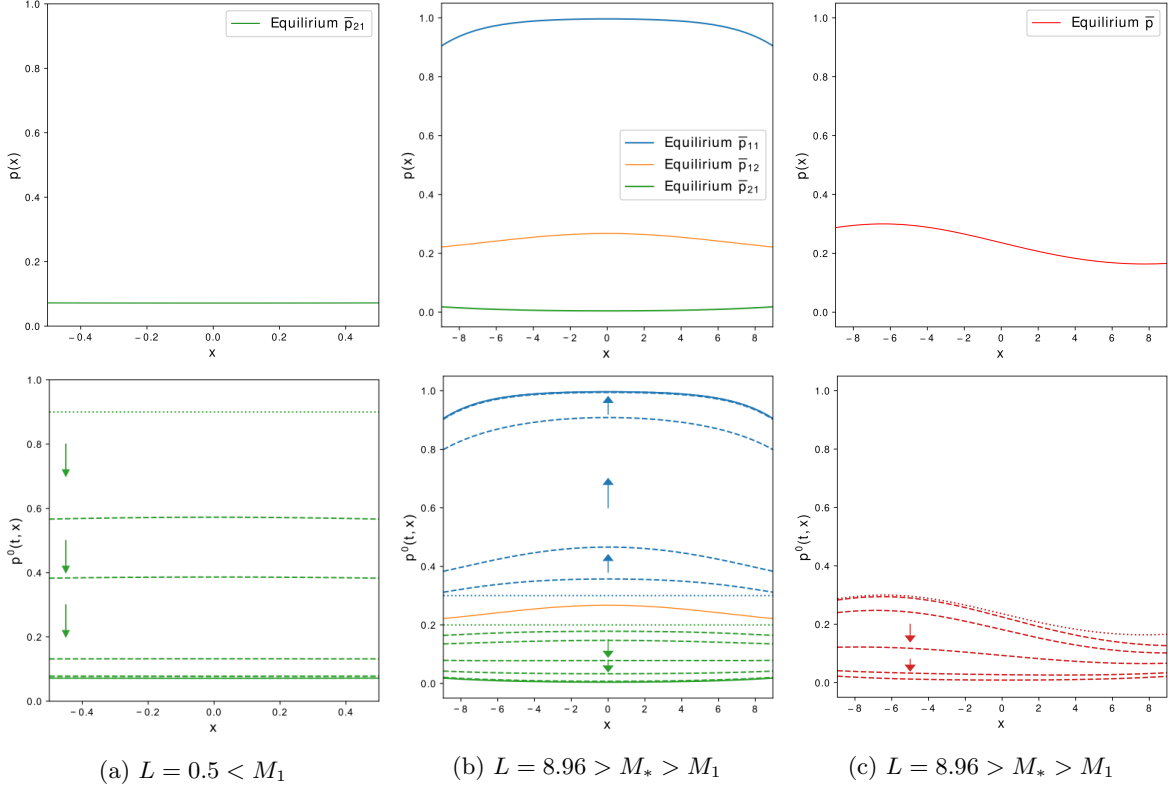 Equilirium p̅₂₁
p(x)
1.0
0.8
0.6
0.4
0.2
0.0
−0.4 −0.2 0.0 0.2 0.4
x
Equilirium p̅₁₁
Equilirium p̅₁₂
Equilirium p̅₂₁
p(x)
1.0
0.8
0.6
0.4
0.2
0.0
−8 −6 −4 −2 0 2 4 6 8
x
Equilirium p̅
p(x)
1.0
0.8
0.6
0.4
0.2
0.0
−8 −6 −4 −2 0 2 4 6 8
x
p⁰(t, x)
1.0
0.8
0.6
0.4
0.2
0.0
−0.4 −0.2 0.0 0.2 0.4
x
p⁰(t, x)
1.0
0.8
0.6
0.4
0.2
0.0
−8 −6 −4 −2 0 2 4 6 8
x
p⁰(t, x)
1.0
0.8
0.6
0.4
0.2
0.0
−8 −6 −4 −2 0 2 4 6 8
x
(a) L = 0.5 < M₁
(b) L = 8.96 > M∗ > M₁
(c) L = 8.96 > M∗ > M₁